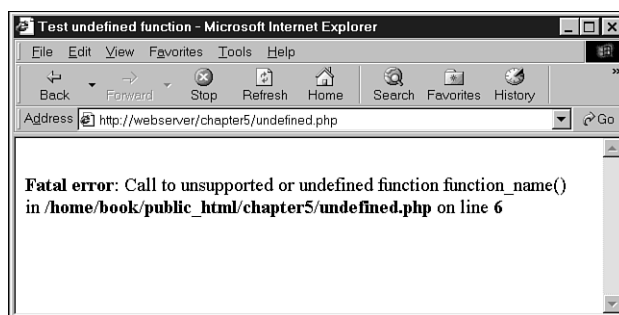 Test undefined function - Microsoft Internet Explorer
File Edit View Favorites Tools Help
Back Forward Stop Refresh Home Search Favorites History »
Address http://webserver/chapter5/undefined.php Go
Fatal error: Call to unsupported or undefined function function_name()
in /home/book/public_html/chapter5/undefined.php on line 6